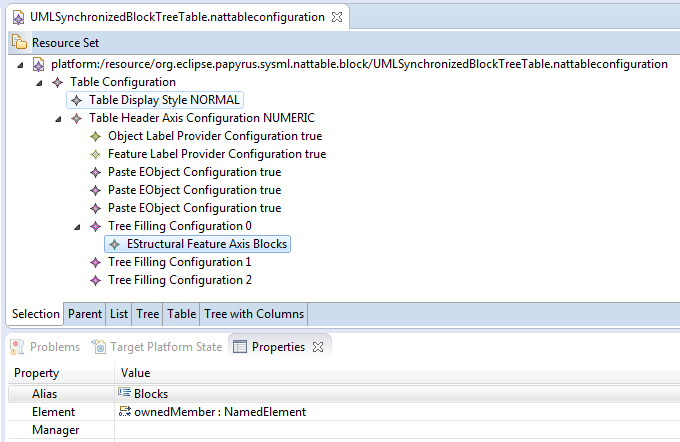 UMLSynchronizedBlockTreeTable.nattableconfiguration
Resource Set
platform:/resource/org.eclipse.papyrus.sysml.nattable.block/UMLSynchronizedBlockTreeTable.nattableconfiguration
Table Configuration
Table Display Style NORMAL
Table Header Axis Configuration NUMERIC
Object Label Provider Configuration true
Feature Label Provider Configuration true
Paste EObject Configuration true
Paste EObject Configuration true
Paste EObject Configuration true
Tree Filling Configuration 0
EStructural Feature Axis Blocks
Tree Filling Configuration 1
Tree Filling Configuration 2
Selection Parent List Tree Table Tree with Columns
Problems Target Platform State Properties
Property Value
Alias Blocks
Element ownedMember : NamedElement
Manager